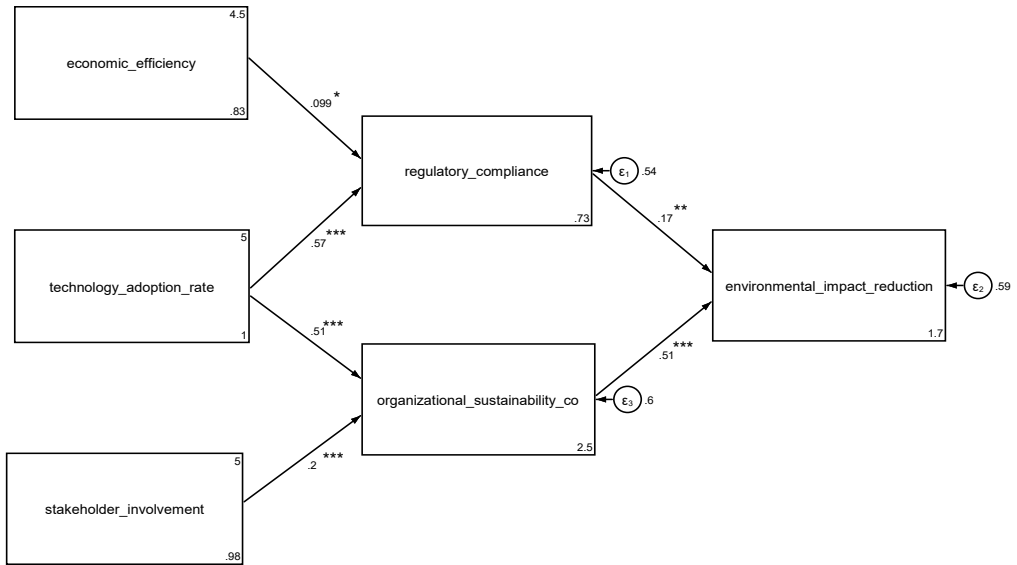 4.5
economic_efficiency
.83
.099 *
regulatory_compliance
.73
ε₁ .54
.57 ***
.17 **
5
technology_adoption_rate
1
environmental_impact_reduction
1.7
ε₂ .59
.51 ***
organizational_sustainability_co
2.5
ε₃ .6
.51 ***
.2 ***
5
stakeholder_involvement
.98